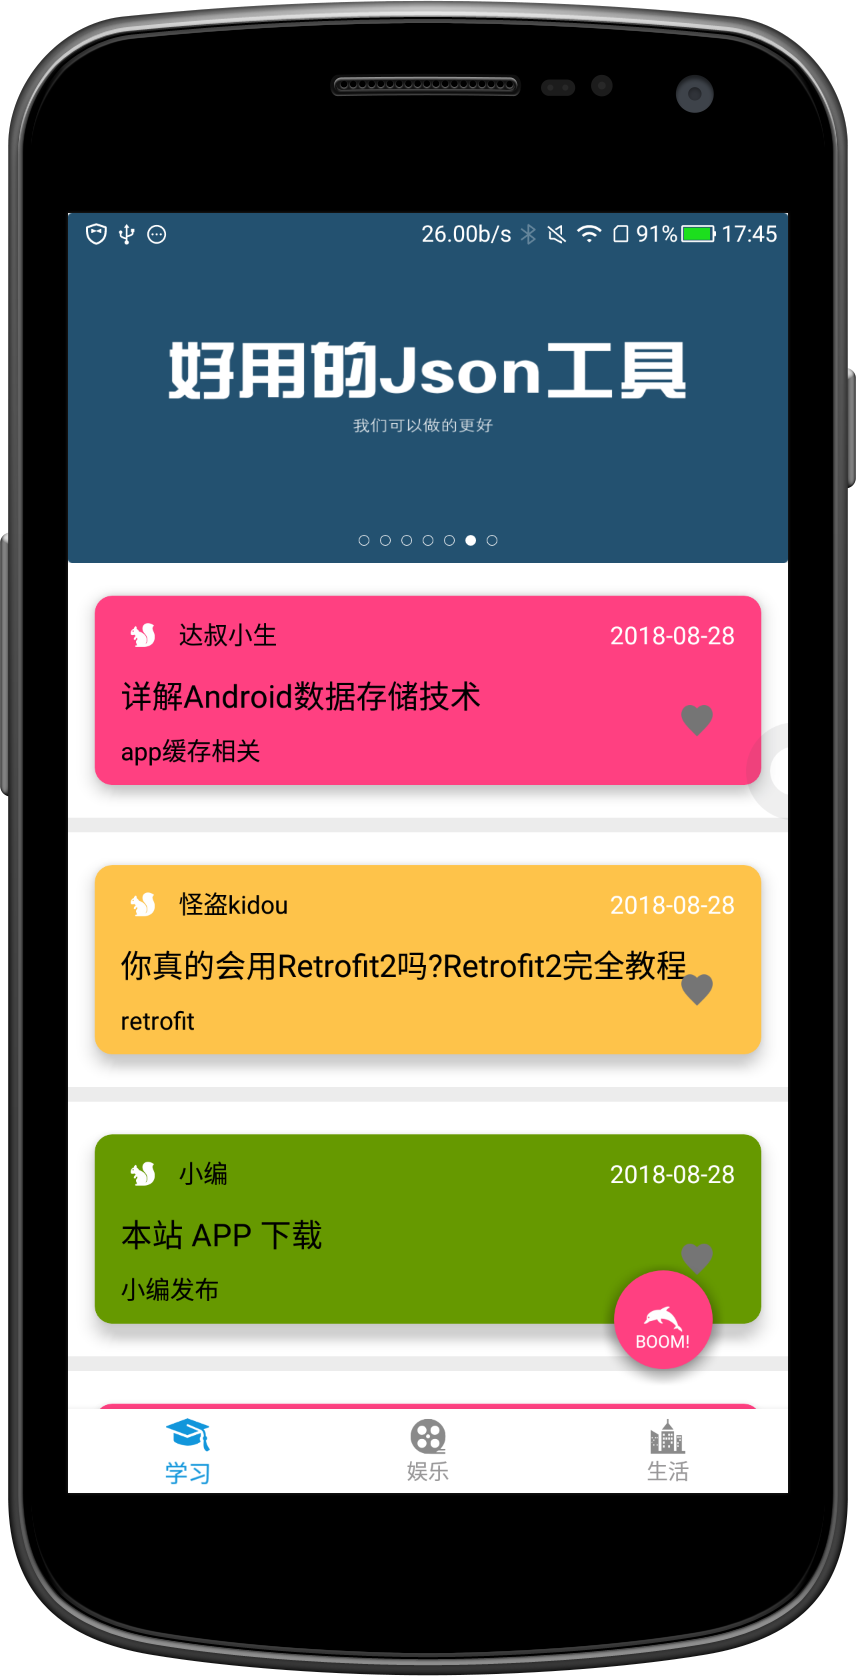 26.00b/s 91% 17:45
好用的Json工具
我们可以做的更好
达叔小生 2018-08-28
详解Android数据存储技术
app缓存相关
怪盗kidou 2018-08-28
你真的会用Retrofit2吗?Retrofit2完全教程
retrofit
小编 2018-08-28
本站 APP 下载
小编发布
BOOM!
学习 娱乐 生活